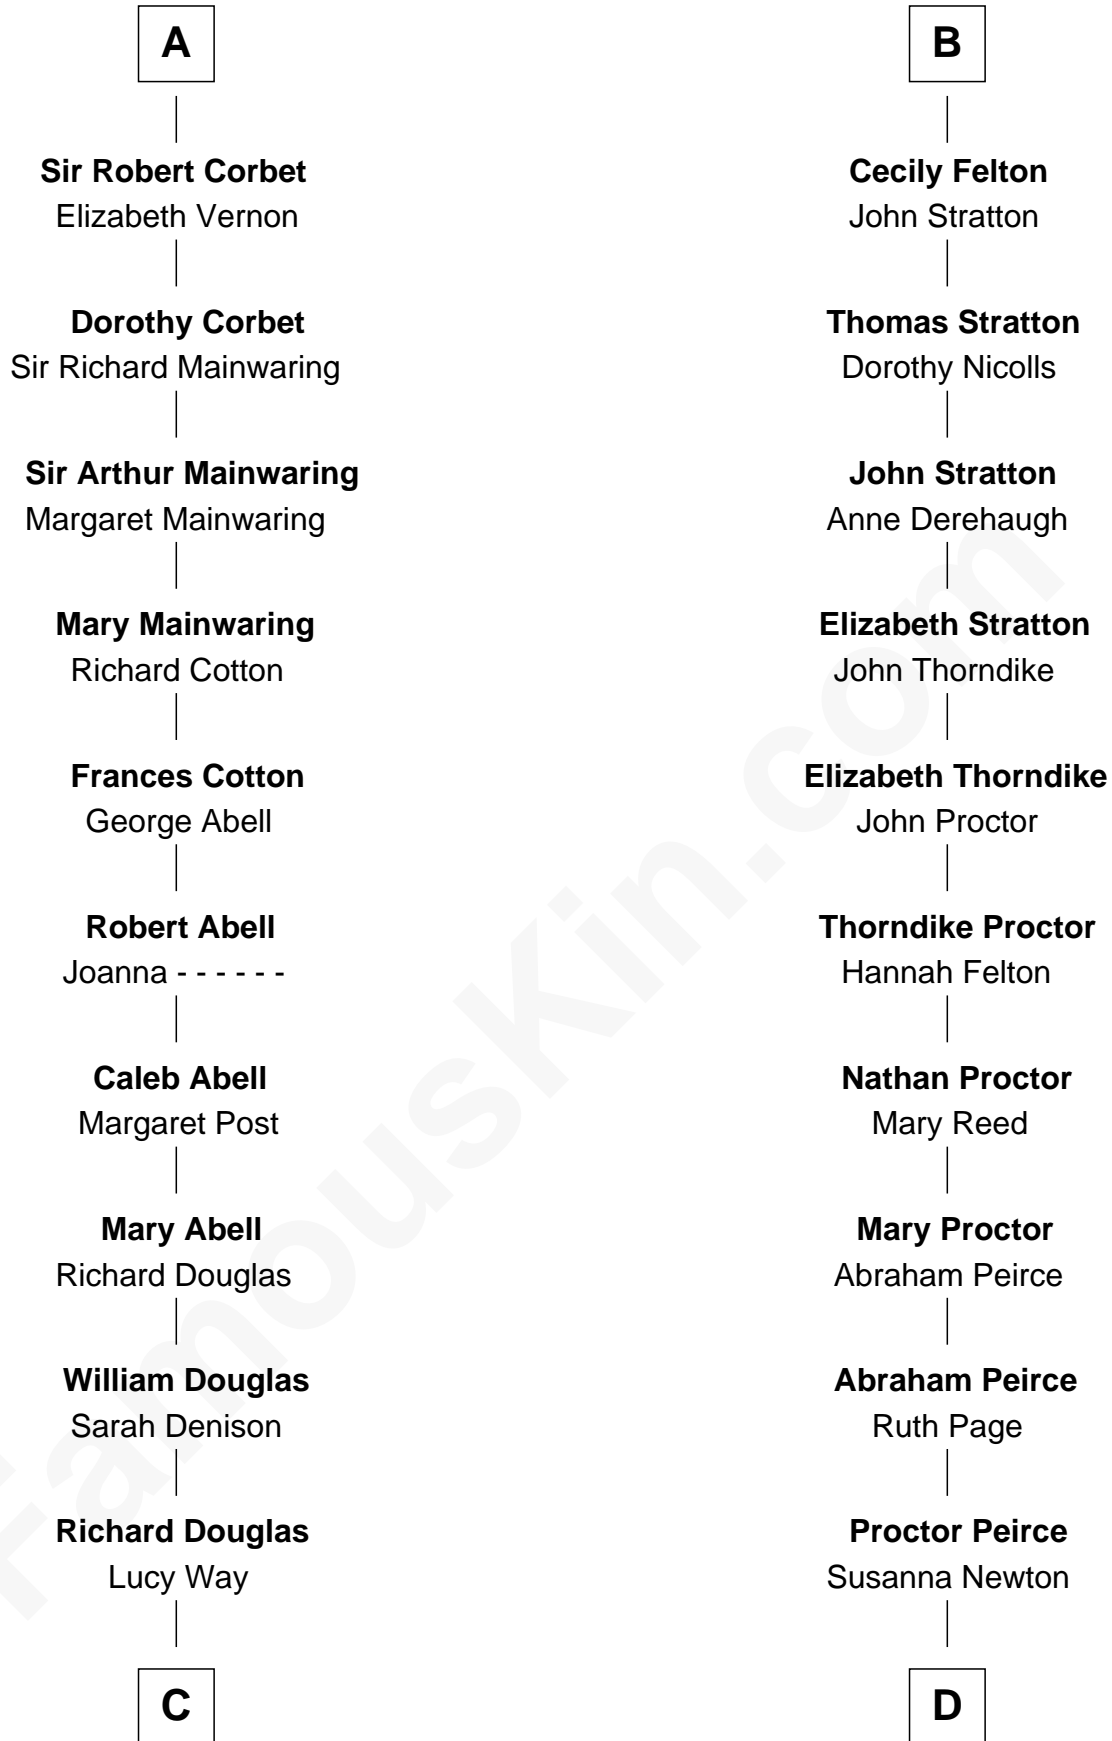 A
Sir Robert Corbet
Elizabeth Vernon
Dorothy Corbet
Sir Richard Mainwaring
Sir Arthur Mainwaring
Margaret Mainwaring
Mary Mainwaring
Richard Cotton
Frances Cotton
George Abell
Robert Abell
Joanna - - - - - -
Caleb Abell
Margaret Post
Mary Abell
Richard Douglas
William Douglas
Sarah Denison
Richard Douglas
Lucy Way
C
B
Cecily Felton
John Stratton
Thomas Stratton
Dorothy Nicolls
John Stratton
Anne Derehaugh
Elizabeth Stratton
John Thorndike
Elizabeth Thorndike
John Proctor
Thorndike Proctor
Hannah Felton
Nathan Proctor
Mary Reed
Mary Proctor
Abraham Peirce
Abraham Peirce
Ruth Page
Proctor Peirce
Susanna Newton
D
FamousKin.com